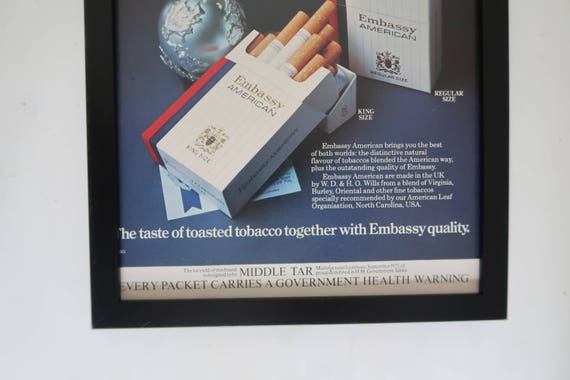 Embassy
AMERICAN
REGULAR SIZE
REGULAR
SIZE
Embassy
AMERICAN
KING SIZE
KING
SIZE
Embassy American brings you the best
of both worlds: the distinctive natural
flavour of tobaccos blended the American way,
plus the outstanding quality of Embassy.
Embassy American are made in the UK
by W. D. & H. O. Wills from a blend of Virginia,
Burley, Oriental and other fine tobaccos
specially recommended by our American Leaf
Organisation, North Carolina, USA.
The taste of toasted tobacco together with Embassy quality.
MIDDLE TAR
EVERY PACKET CARRIES A GOVERNMENT HEALTH WARNING